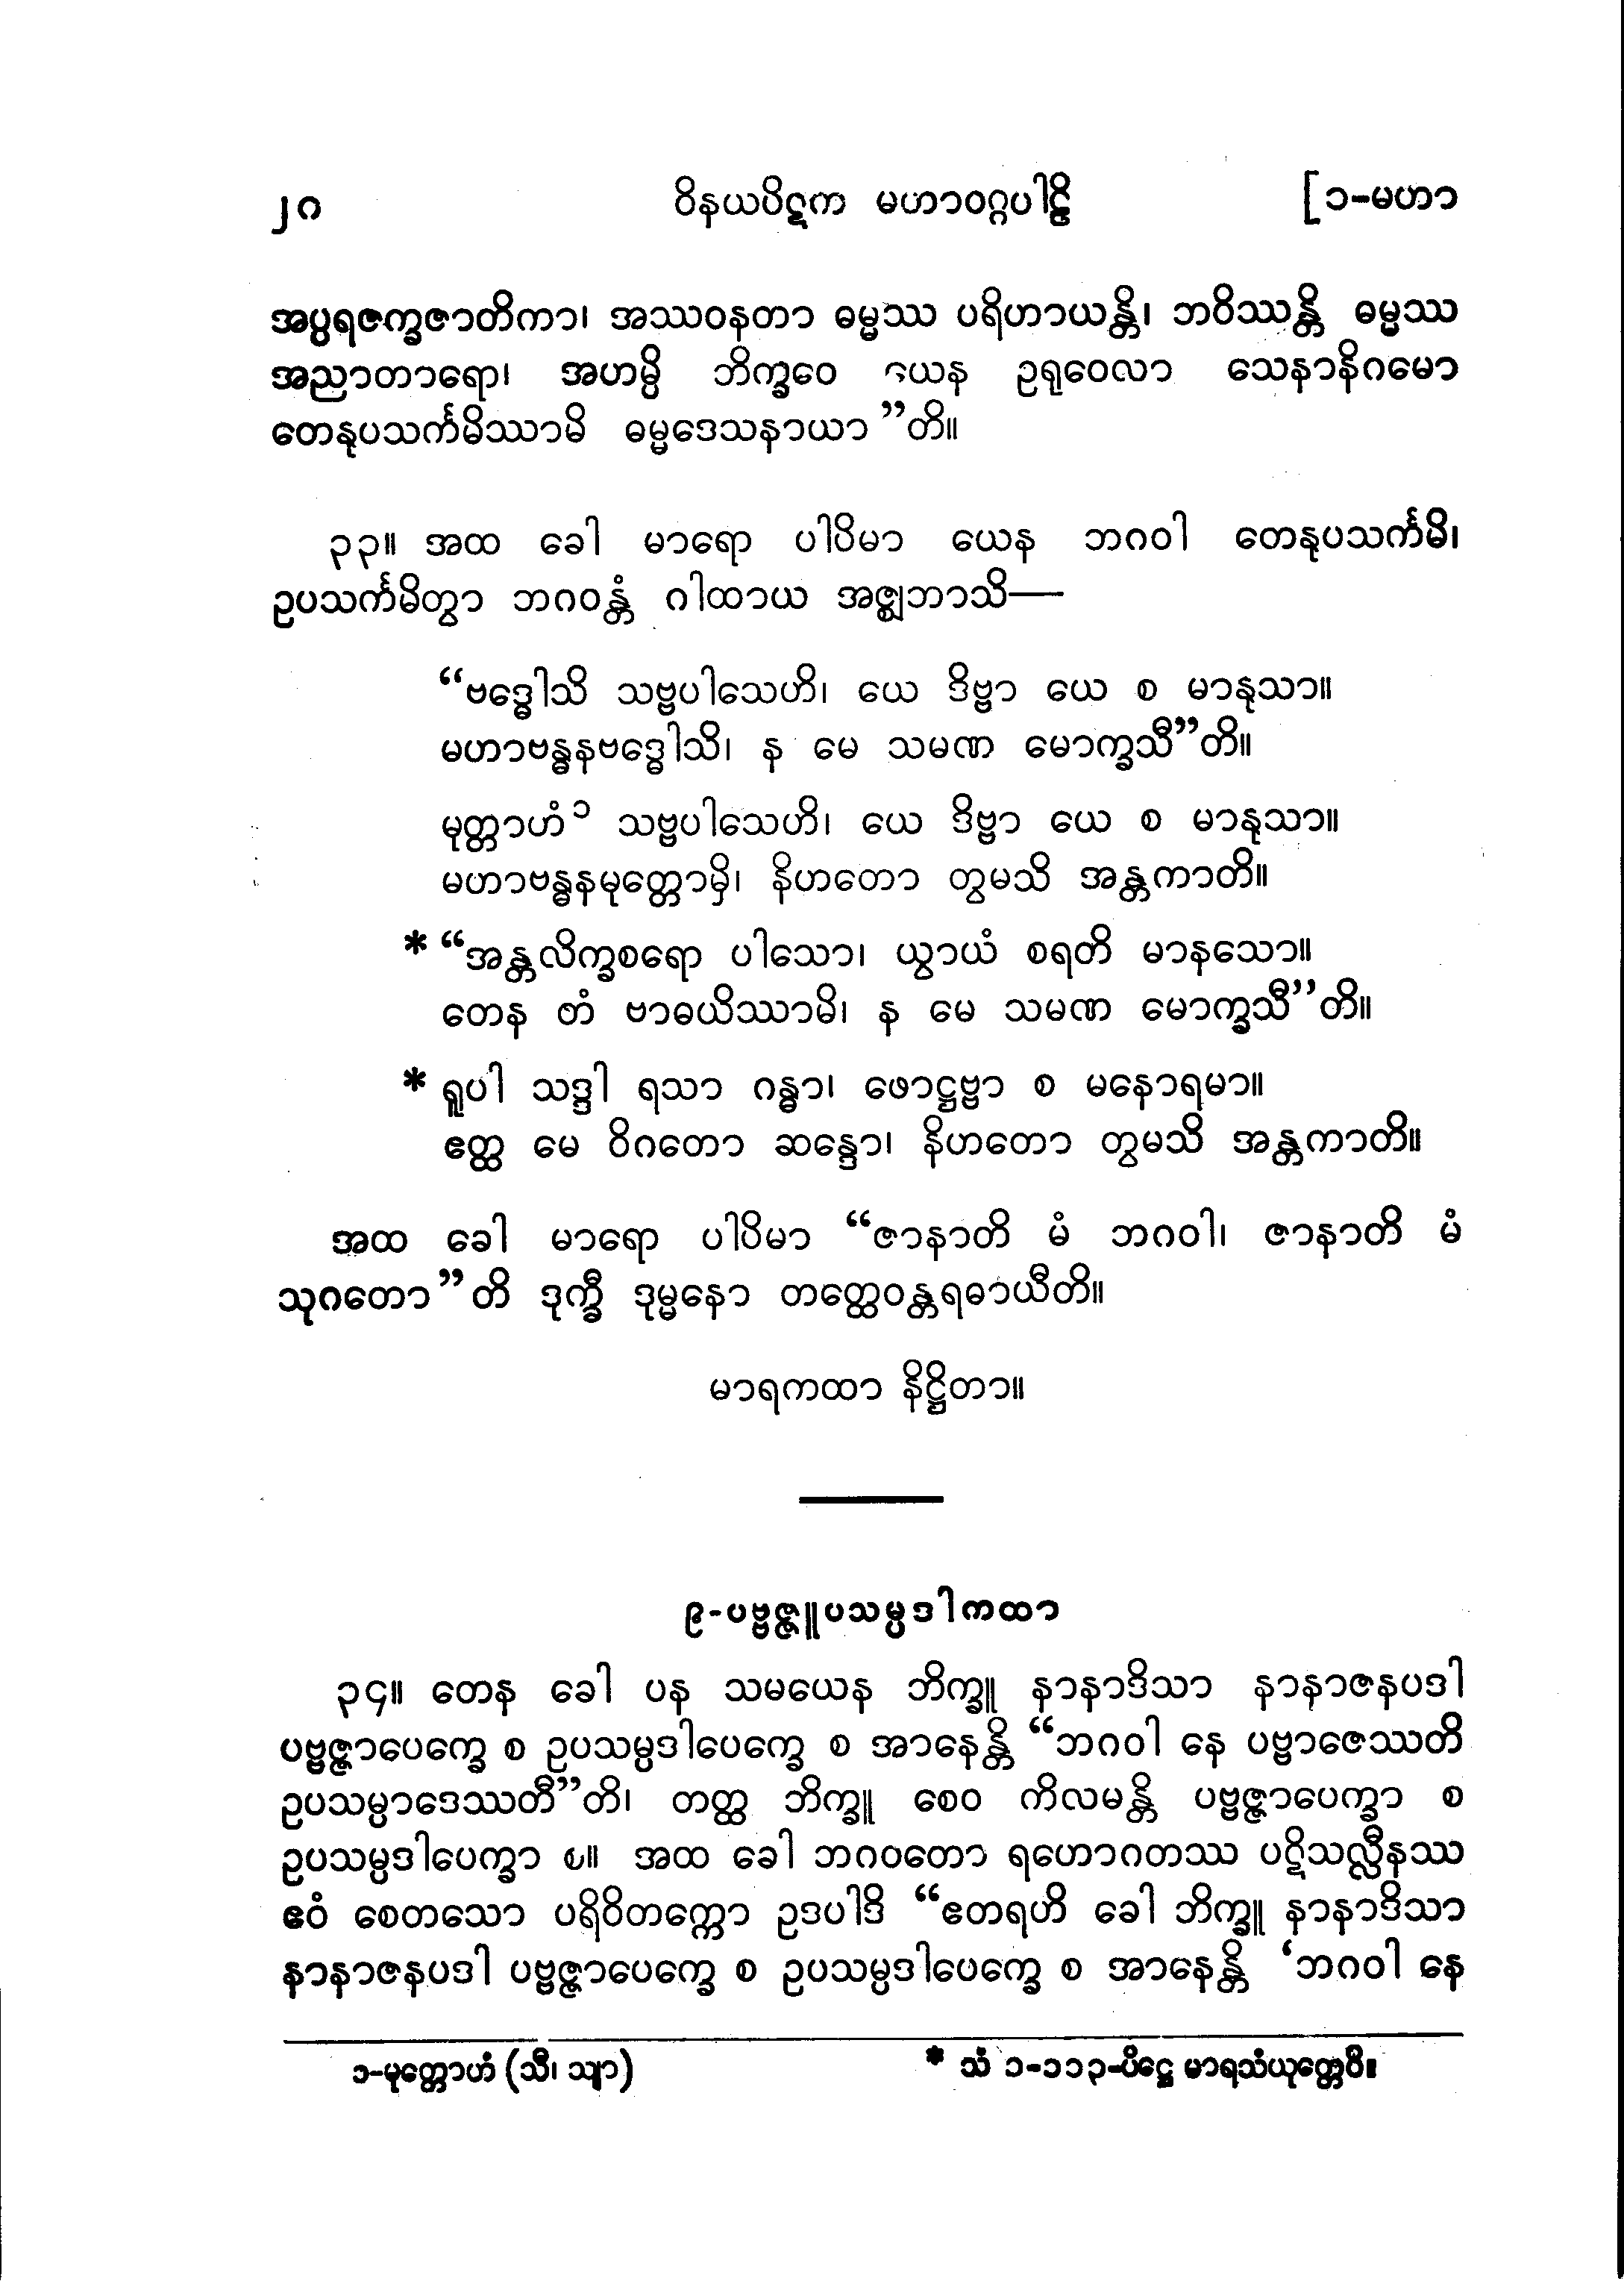 ၂၈ ဝိနယပိဋက မဟာဝဂ္ဂပါဠိ [၁-မဟာ
အပ္ပရဇက္ခဇာတိကာ၊ အဿဝနတာ ဓမ္မဿ ပရိဟာယန္တိ၊ ဘဝိဿန္တိ ဓမ္မဿ
အညာတာရော၊ အဟမ္ပိ ဘိက္ခဝေ ယေန ဥရုဝေလာ သေနာနိဂမော
တေနုပသင်္ကမိဿာမိ ဓမ္မဒေသနာယာ”တိ။
၃၃။ အထ ခေါ မာရော ပါပိမာ ယေန ဘဂဝါ တေနုပသင်္ကမိ၊
ဥပသင်္ကမိတွာ ဘဂဝန္တံ ဂါထာယ အဇ္ဈဘာသိ—
“ဗဒ္ဓေါသိ သဗ္ဗပါသေဟိ၊ ယေ ဒိဗ္ဗာ ယေ စ မာနုသာ။
မဟာဗန္ဓနဗဒ္ဓေါသိ၊ န မေ သမဏ မောက္ခသီ”တိ။
မုတ္တာဟံ၁ သဗ္ဗပါသေဟိ၊ ယေ ဒိဗ္ဗာ ယေ စ မာနုသာ။
မဟာဗန္ဓနမုတ္တောမှိ၊ နိဟတော တွမသိ အန္တကာတိ။
* “အန္တလိက္ခစရော ပါသော၊ ယွာယံ စရတိ မာနသော။
တေန တံ ဗာဓယိဿာမိ၊ န မေ သမဏ မောက္ခသီ”တိ။
* ရူပါ သဒ္ဒါ ရသာ ဂန္ဓာ၊ ဖောဋ္ဌဗ္ဗာ စ မနောရမာ။
ဧတ္ထ မေ ဝိဂတော ဆန္ဒော၊ နိဟတော တွမသိ အန္တကာတိ။
အထ ခေါ မာရော ပါပိမာ “ဇာနာတိ မံ ဘဂဝါ၊ ဇာနာတိ မံ
သုဂတော”တိ ဒုက္ခီ ဒုမ္မနော တတ္ထေဝန္တရဓာယီတိ။
မာရကထာ နိဋ္ဌိတာ။
၉-ပဗ္ဗဇ္ဇူပသမ္ပဒါကထာ
၃၄။ တေန ခေါ ပန သမယေန ဘိက္ခူ နာနာဒိသာ နာနာဇနပဒါ
ပဗ္ဗဇ္ဇာပေက္ခေ စ ဥပသမ္ပဒါပေက္ခေ စ အာနေန္တိ “ဘဂဝါ နေ ပဗ္ဗာဇေဿတိ
ဥပသမ္ပာဒေဿတီ”တိ၊ တတ္ထ ဘိက္ခူ စေဝ ကိလမန္တိ ပဗ္ဗဇ္ဇာပေက္ခာ စ
ဥပသမ္ပဒါပေက္ခာ စ။ အထ ခေါ ဘဂဝတော ရဟောဂတဿ ပဋိသလ္လီနဿ
ဧဝံ စေတသော ပရိဝိတက္ကော ဥဒပါဒိ “ဧတရဟိ ခေါ ဘိက္ခူ နာနာဒိသာ
နာနာဇနပဒါ ပဗ္ဗဇ္ဇာပေက္ခေ စ ဥပသမ္ပဒါပေက္ခေ စ အာနေန္တိ ‘ဘဂဝါ နေ
၁-မုတ္တောဟံ (သီ၊ သျာ) * သံ ၁-၁၁၃-ပိဋ္ဌေ မာရသံယုတ္တေပိ။